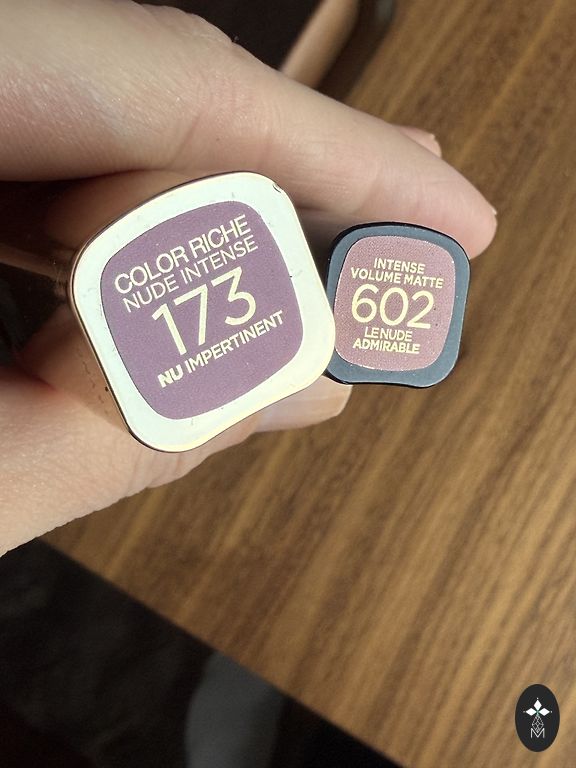 COLOR RICHE
NUDE INTENSE
173
NU IMPERTINENT
INTENSE
VOLUME MATTE
602
LE NUDE
ADMIRABLE
M